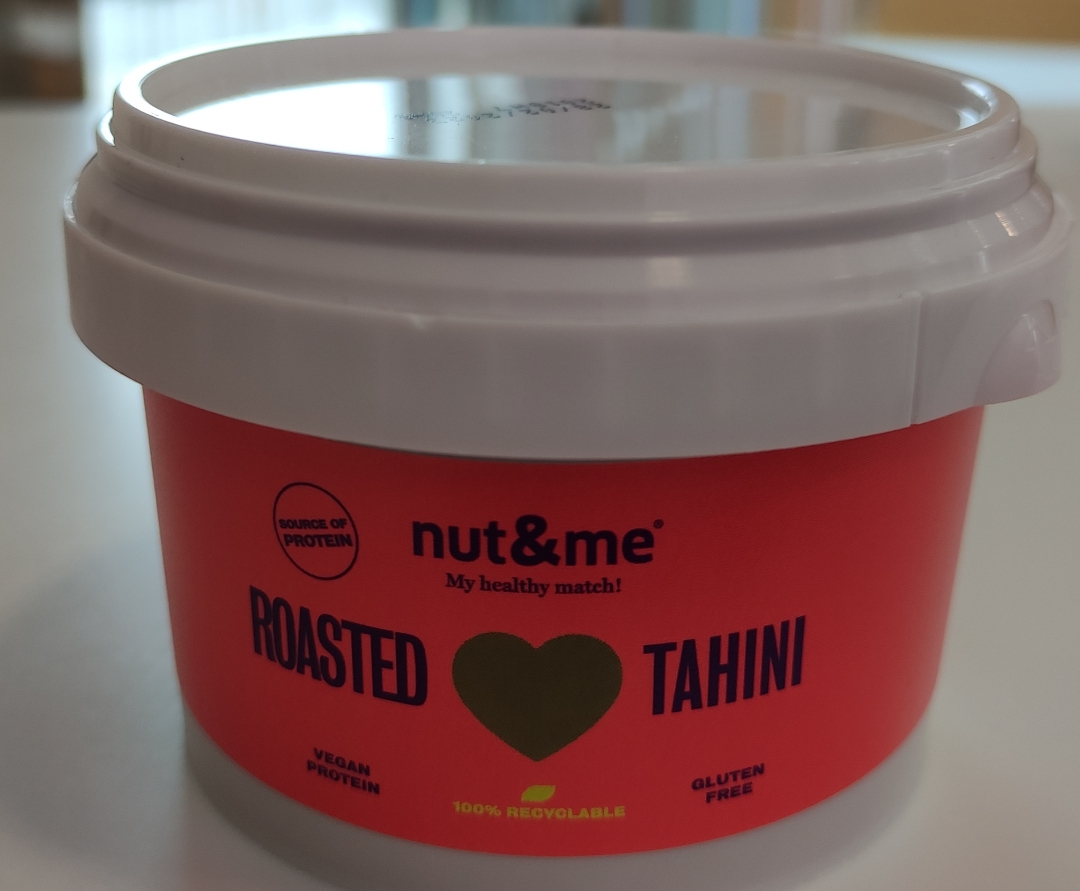 SOURCE OF
PROTEIN
nut&me®
My healthy match!
ROASTED TAHINI
VEGAN
PROTEIN
GLUTEN
FREE
100% RECYCLABLE